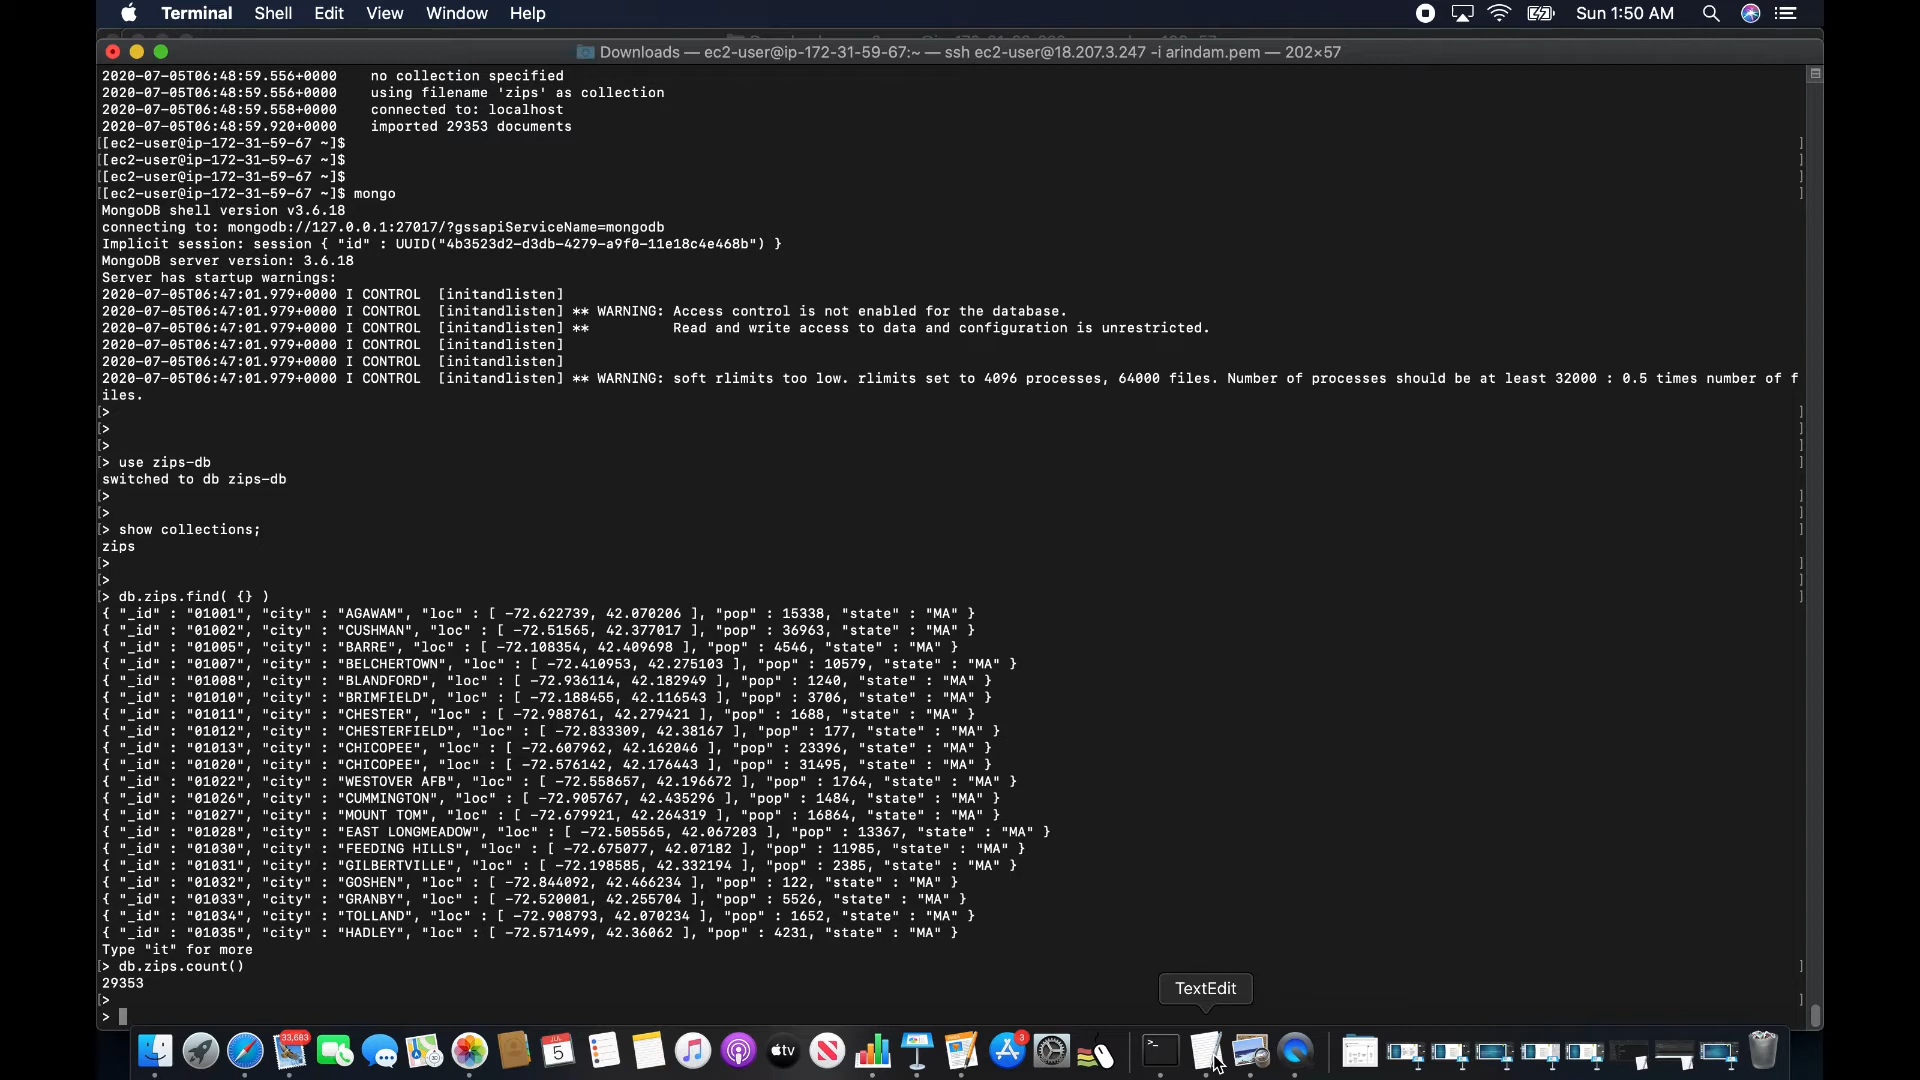 Terminal Shell Edit View Window Help Sun 1:50 AM
Downloads — ec2-user@ip-172-31-59-67:~ — ssh ec2-user@18.207.3.247 -i arindam.pem — 202×57
2020-07-05T06:48:59.556+0000    no collection specified
2020-07-05T06:48:59.556+0000    using filename 'zips' as collection
2020-07-05T06:48:59.558+0000    connected to: localhost
2020-07-05T06:48:59.920+0000    imported 29353 documents
[[ec2-user@ip-172-31-59-67 ~]$ ]
[[ec2-user@ip-172-31-59-67 ~]$ ]
[[ec2-user@ip-172-31-59-67 ~]$ ]
[[ec2-user@ip-172-31-59-67 ~]$ mongo ]
MongoDB shell version v3.6.18
connecting to: mongodb://127.0.0.1:27017/?gssapiServiceName=mongodb
Implicit session: session { "id" : UUID("4b3523d2-d3db-4279-a9f0-11e18c4e468b") }
MongoDB server version: 3.6.18
Server has startup warnings:
2020-07-05T06:47:01.979+0000 I CONTROL  [initandlisten]
2020-07-05T06:47:01.979+0000 I CONTROL  [initandlisten] ** WARNING: Access control is not enabled for the database.
2020-07-05T06:47:01.979+0000 I CONTROL  [initandlisten] **          Read and write access to data and configuration is unrestricted.
2020-07-05T06:47:01.979+0000 I CONTROL  [initandlisten]
2020-07-05T06:47:01.979+0000 I CONTROL  [initandlisten]
2020-07-05T06:47:01.979+0000 I CONTROL  [initandlisten] ** WARNING: soft rlimits too low. rlimits set to 4096 processes, 64000 files. Number of processes should be at least 32000 : 0.5 times number of f
iles.
[> ]
[> ]
[> ]
[> use zips-db ]
switched to db zips-db
[> ]
[> ]
[> show collections; ]
zips
[> ]
[> ]
[> db.zips.find( {} ) ]
{ "_id" : "01001", "city" : "AGAWAM", "loc" : [ -72.622739, 42.070206 ], "pop" : 15338, "state" : "MA" }
{ "_id" : "01002", "city" : "CUSHMAN", "loc" : [ -72.51565, 42.377017 ], "pop" : 36963, "state" : "MA" }
{ "_id" : "01005", "city" : "BARRE", "loc" : [ -72.108354, 42.409698 ], "pop" : 4546, "state" : "MA" }
{ "_id" : "01007", "city" : "BELCHERTOWN", "loc" : [ -72.410953, 42.275103 ], "pop" : 10579, "state" : "MA" }
{ "_id" : "01008", "city" : "BLANDFORD", "loc" : [ -72.936114, 42.182949 ], "pop" : 1240, "state" : "MA" }
{ "_id" : "01010", "city" : "BRIMFIELD", "loc" : [ -72.188455, 42.116543 ], "pop" : 3706, "state" : "MA" }
{ "_id" : "01011", "city" : "CHESTER", "loc" : [ -72.988761, 42.279421 ], "pop" : 1688, "state" : "MA" }
{ "_id" : "01012", "city" : "CHESTERFIELD", "loc" : [ -72.833309, 42.38167 ], "pop" : 177, "state" : "MA" }
{ "_id" : "01013", "city" : "CHICOPEE", "loc" : [ -72.607962, 42.162046 ], "pop" : 23396, "state" : "MA" }
{ "_id" : "01020", "city" : "CHICOPEE", "loc" : [ -72.576142, 42.176443 ], "pop" : 31495, "state" : "MA" }
{ "_id" : "01022", "city" : "WESTOVER AFB", "loc" : [ -72.558657, 42.196672 ], "pop" : 1764, "state" : "MA" }
{ "_id" : "01026", "city" : "CUMMINGTON", "loc" : [ -72.905767, 42.435296 ], "pop" : 1484, "state" : "MA" }
{ "_id" : "01027", "city" : "MOUNT TOM", "loc" : [ -72.679921, 42.264319 ], "pop" : 16864, "state" : "MA" }
{ "_id" : "01028", "city" : "EAST LONGMEADOW", "loc" : [ -72.505565, 42.067203 ], "pop" : 13367, "state" : "MA" }
{ "_id" : "01030", "city" : "FEEDING HILLS", "loc" : [ -72.675077, 42.07182 ], "pop" : 11985, "state" : "MA" }
{ "_id" : "01031", "city" : "GILBERTVILLE", "loc" : [ -72.198585, 42.332194 ], "pop" : 2385, "state" : "MA" }
{ "_id" : "01032", "city" : "GOSHEN", "loc" : [ -72.844092, 42.466234 ], "pop" : 122, "state" : "MA" }
{ "_id" : "01033", "city" : "GRANBY", "loc" : [ -72.520001, 42.255704 ], "pop" : 5526, "state" : "MA" }
{ "_id" : "01034", "city" : "TOLLAND", "loc" : [ -72.908793, 42.070234 ], "pop" : 1652, "state" : "MA" }
{ "_id" : "01035", "city" : "HADLEY", "loc" : [ -72.571499, 42.36062 ], "pop" : 4231, "state" : "MA" }
Type "it" for more
[> db.zips.count() ]
29353
[> ]
>
TextEdit
33,683
JUL
5
tv
3